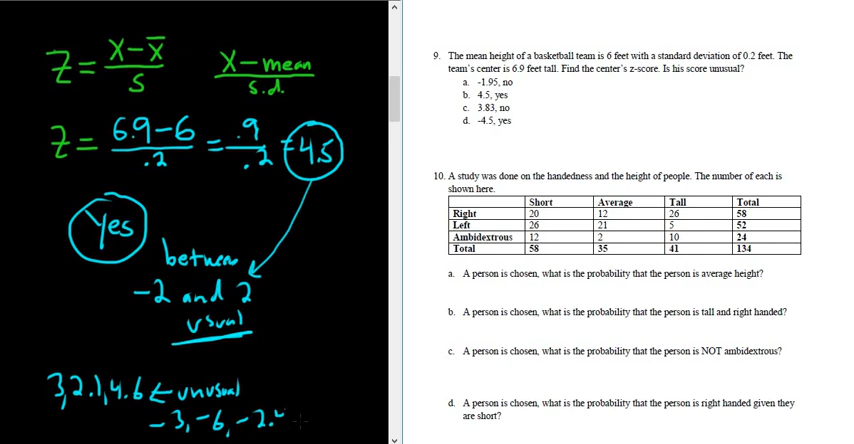 Z = X - X̄ / S
X - mean / s.d.
Z = 6.9 - 6 / .2 = .9 / .2 = 4.5
Yes
between
-2 and 2
usual
3, 2.1, 4.6 ← unusual
-3, -6, -2.
9. The mean height of a basketball team is 6 feet with a standard deviation of 0.2 feet. The
team's center is 6.9 feet tall. Find the center's z-score. Is his score unusual?
a. -1.95, no
b. 4.5, yes
c. 3.83, no
d. -4.5, yes
10. A study was done on the handedness and the height of people. The number of each is
shown here.
Short Average Tall Total
Right 20 12 26 58
Left 26 21 5 52
Ambidextrous 12 2 10 24
Total 58 35 41 134
a. A person is chosen, what is the probability that the person is average height?
b. A person is chosen, what is the probability that the person is tall and right handed?
c. A person is chosen, what is the probability that the person is NOT ambidextrous?
d. A person is chosen, what is the probability that the person is right handed given they
are short?